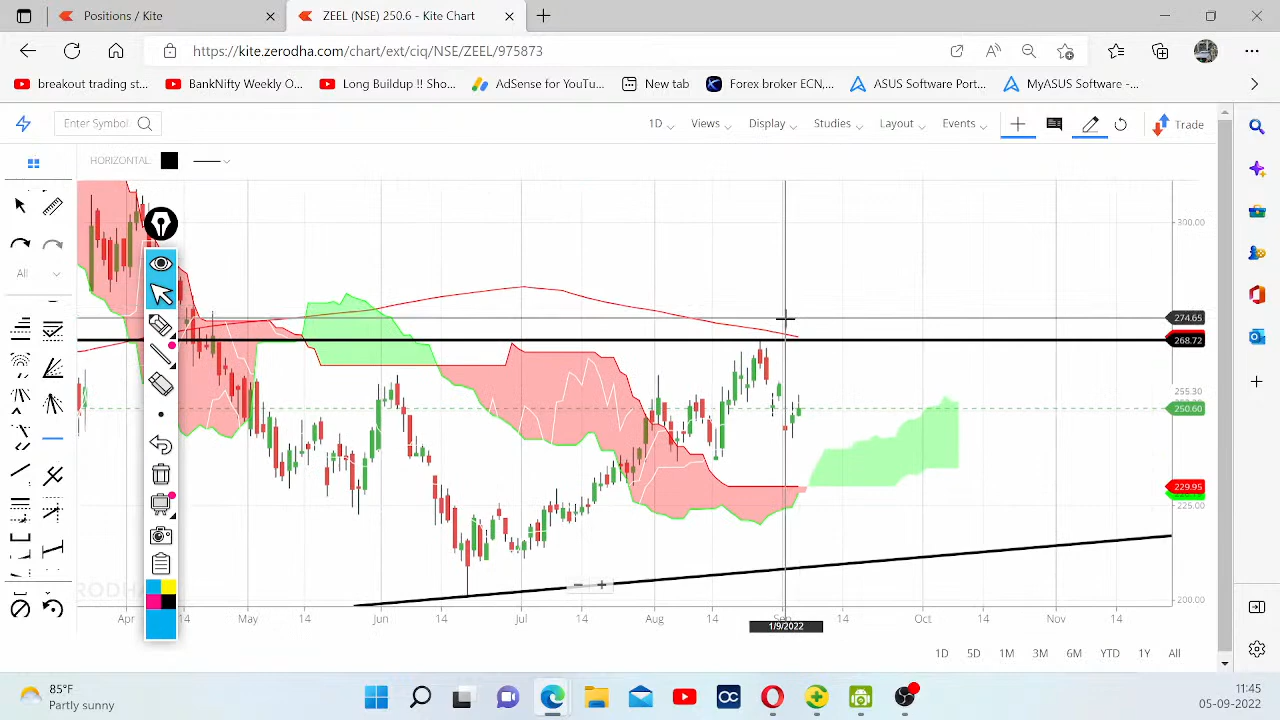 Positions / Kite
ZEEL (NSE) 250.6 - Kite Chart
https://kite.zerodha.com/chart/ext/ciq/NSE/ZEEL/975873
breakout trading st...
BankNifty Weekly O...
Long Buildup !! Sho...
AdSense for YouTu...
New tab
Forex broker ECN,...
ASUS Software Port...
MyASUS Software -...
Enter Symbol
1D
Views
Display
Studies
Layout
Events
Trade
HORIZONTAL
All
300.00
274.65
268.72
255.30
250.60
229.95
225.00
200.00
Apr
14
May
14
Jun
14
Jul
14
Aug
14
Sep
14
Oct
14
Nov
14
1/9/2022
1D
5D
1M
3M
6M
YTD
1Y
All
85°F
Partly sunny
11:45
05-09-2022